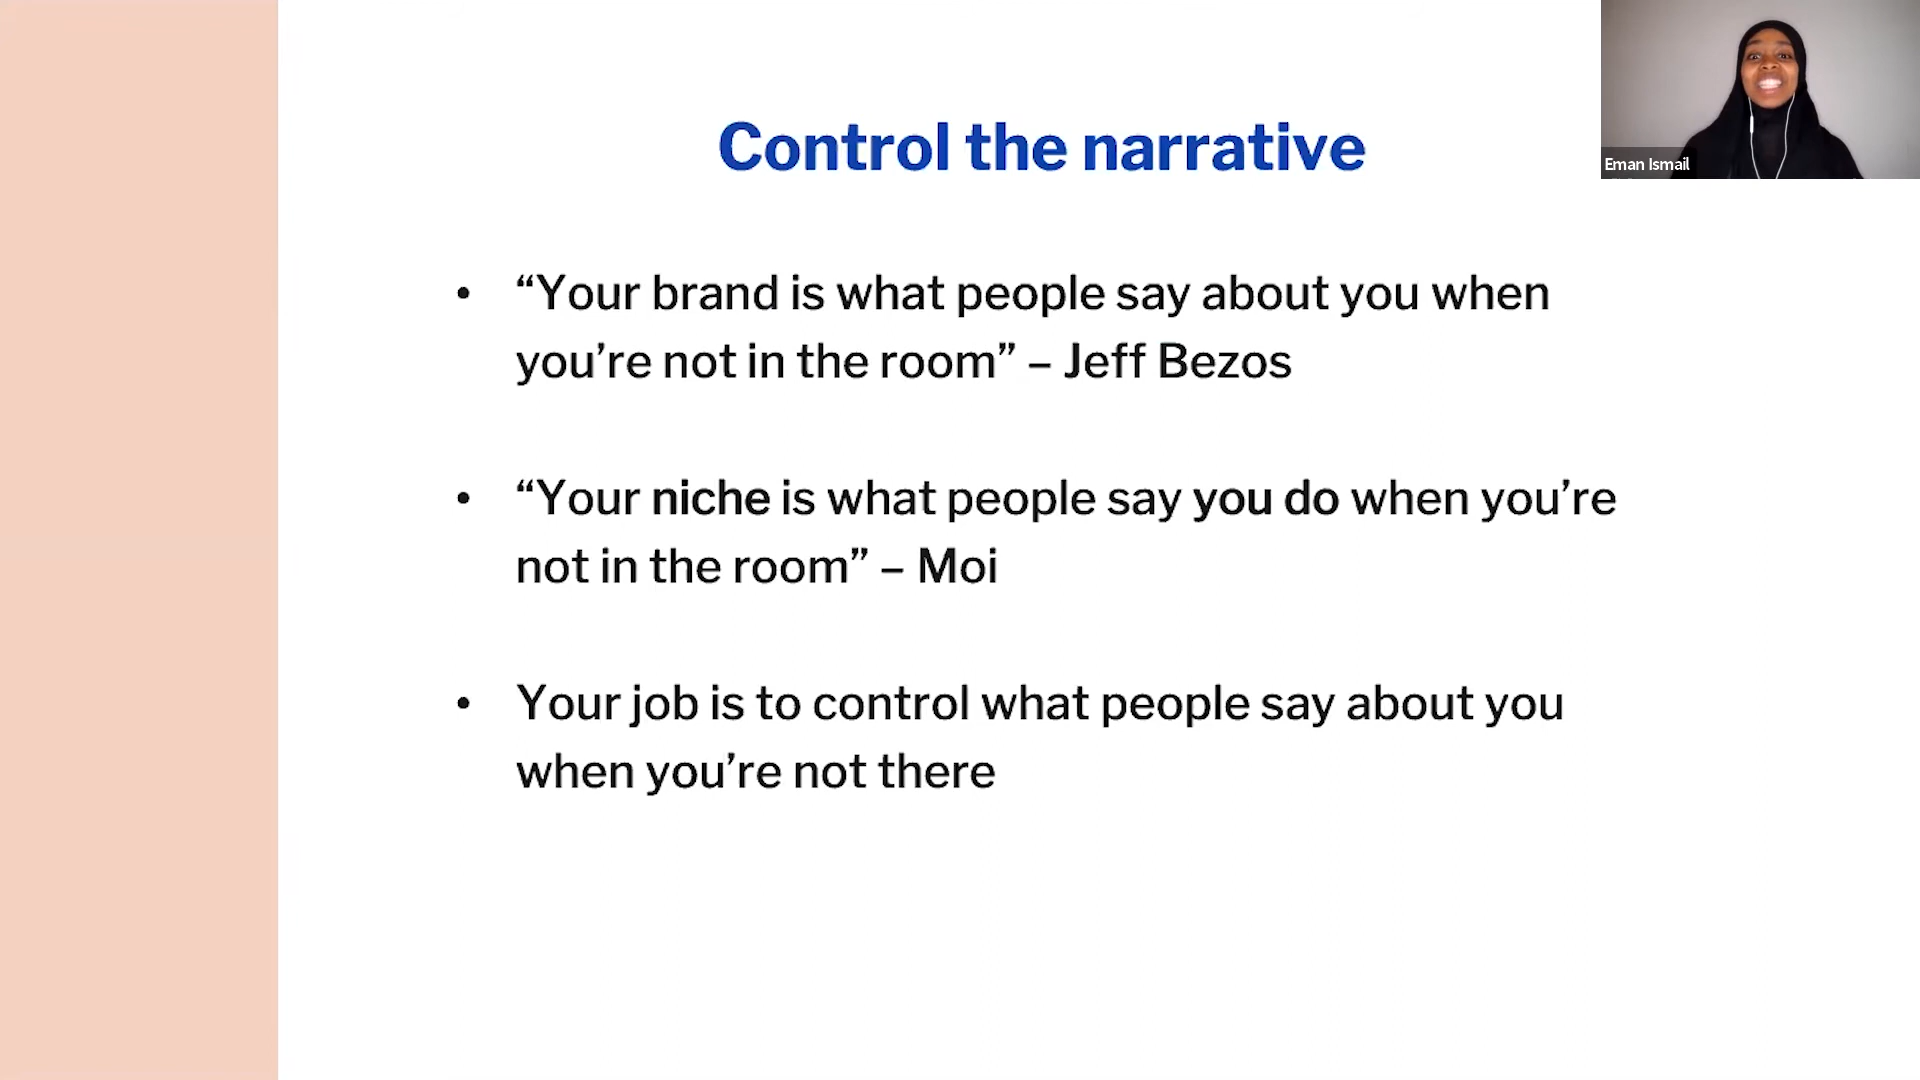 Control the narrative
Eman Ismail
• “Your brand is what people say about you when
you’re not in the room” – Jeff Bezos
• “Your niche is what people say you do when you’re
not in the room” – Moi
• Your job is to control what people say about you
when you’re not there